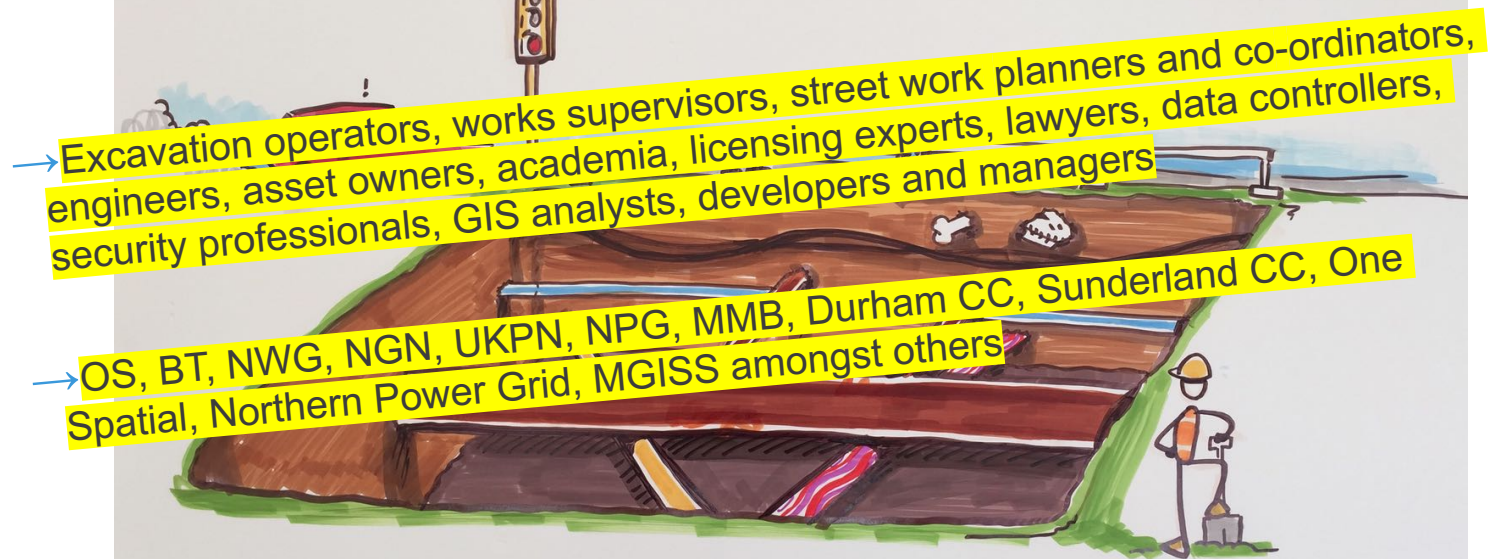 →Excavation operators, works supervisors, street work planners and co-ordinators,
engineers, asset owners, academia, licensing experts, lawyers, data controllers,
security professionals, GIS analysts, developers and managers
→OS, BT, NWG, NGN, UKPN, NPG, MMB, Durham CC, Sunderland CC, One
Spatial, Northern Power Grid, MGISS amongst others